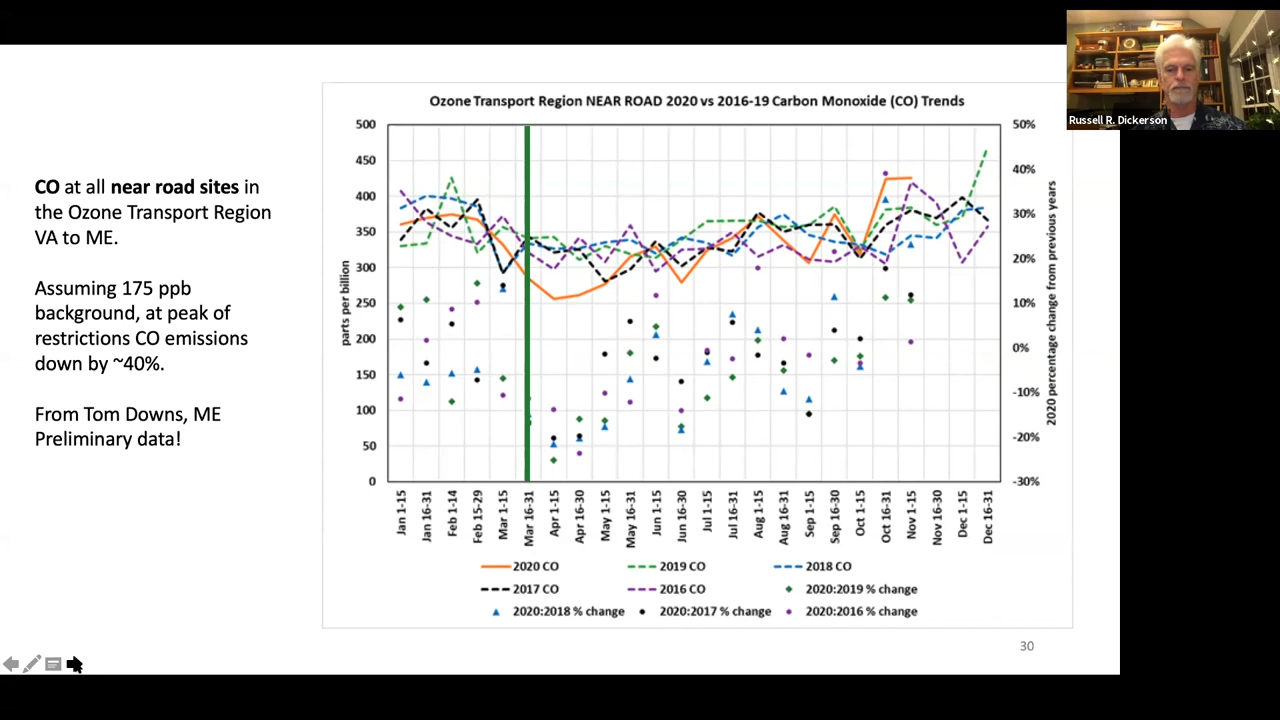 Russell R. Dickerson
CO at all near road sites in
the Ozone Transport Region
VA to ME.
Assuming 175 ppb
background, at peak of
restrictions CO emissions
down by ~40%.
From Tom Downs, ME
Preliminary data!
Ozone Transport Region NEAR ROAD 2020 vs 2016-19 Carbon Monoxide (CO) Trends
parts per billion
500
450
400
350
300
250
200
150
100
50
0
50%
40%
30%
20%
10%
0%
-10%
-20%
-30%
2020 percentage change from previous years
Jan 1-15
Jan 16-31
Feb 1-14
Feb 15-29
Mar 1-15
Mar 16-31
Apr 1-15
Apr 16-30
May 1-15
May 16-31
Jun 1-15
Jun 16-30
Jul 1-15
Jul 16-31
Aug 1-15
Aug 16-31
Sep 1-15
Sep 16-30
Oct 1-15
Oct 16-31
Nov 1-15
Nov 16-30
Dec 1-15
Dec 16-31
2020 CO
2019 CO
2018 CO
2017 CO
2016 CO
2020:2019 % change
2020:2018 % change
2020:2017 % change
2020:2016 % change
30